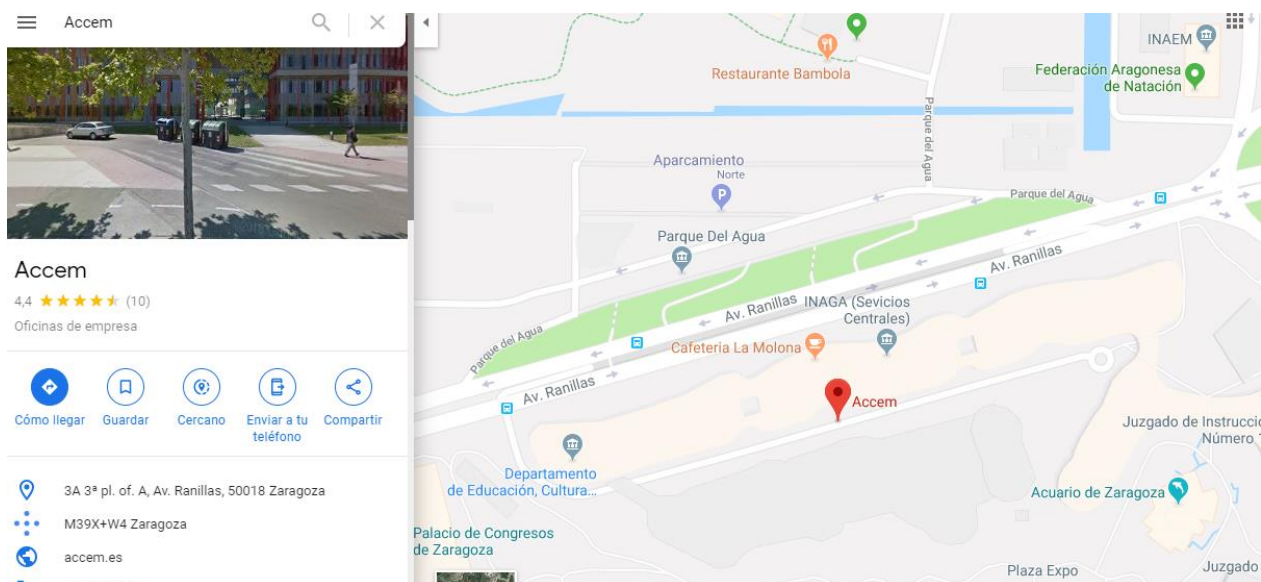 Accem
Accem
4,4
(10)
Oficinas de empresa
Cómo llegar
Guardar
Cercano
Enviar a tu
teléfono
Compartir
3A 3ª pl. of. A, Av. Ranillas, 50018 Zaragoza
M39X+W4 Zaragoza
accem.es
INAEM
Restaurante Bambola
Federación Aragonesa
de Natación
Parque del Agua
Aparcamiento
Norte
P
Parque del Agua
Parque Del Agua
Av. Ranillas
Av. Ranillas
INAGA (Sevicios
Centrales)
Parque del Agua
Cafeteria La Molona
Av. Ranillas
Accem
Juzgado de Instrucci
Número
Departamento
de Educación, Cultura...
Acuario de Zaragoza
Palacio de Congresos
de Zaragoza
Plaza Expo
Juzgado